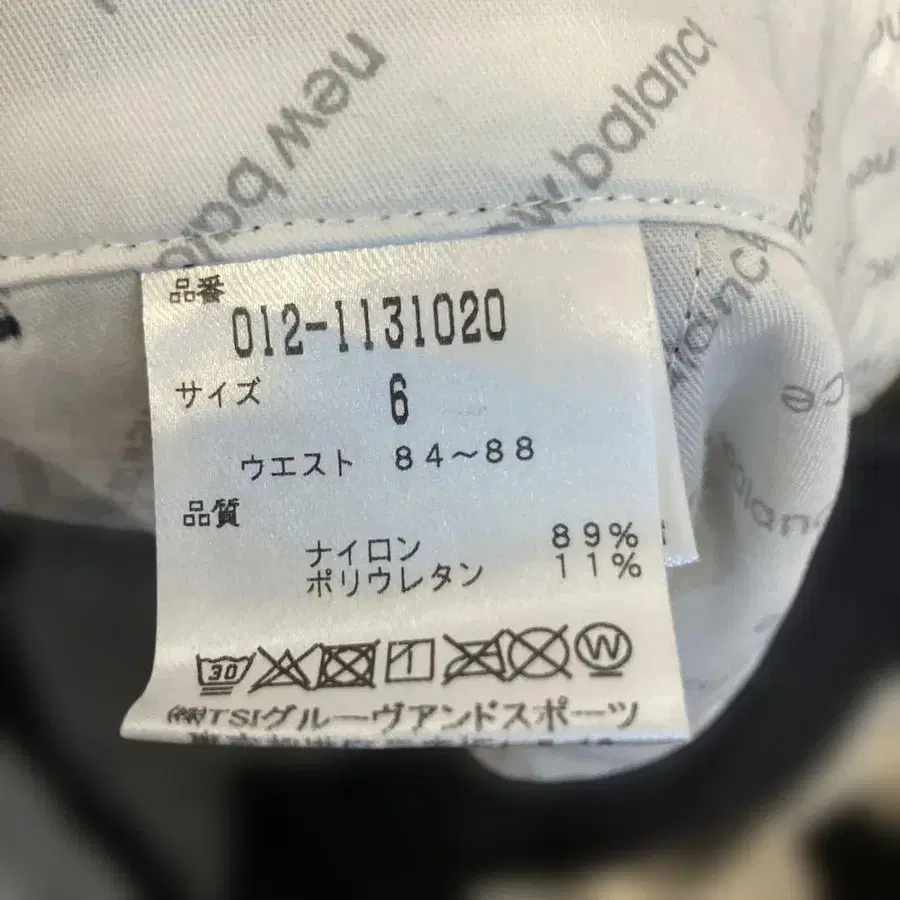 new balance
new balance
品番
012-1131020
サイズ 6
ウエスト 84~88
品質
ナイロン 89%
ポリウレタン 11%
30 W
(株)TSIグルーヴアンドスポーツ